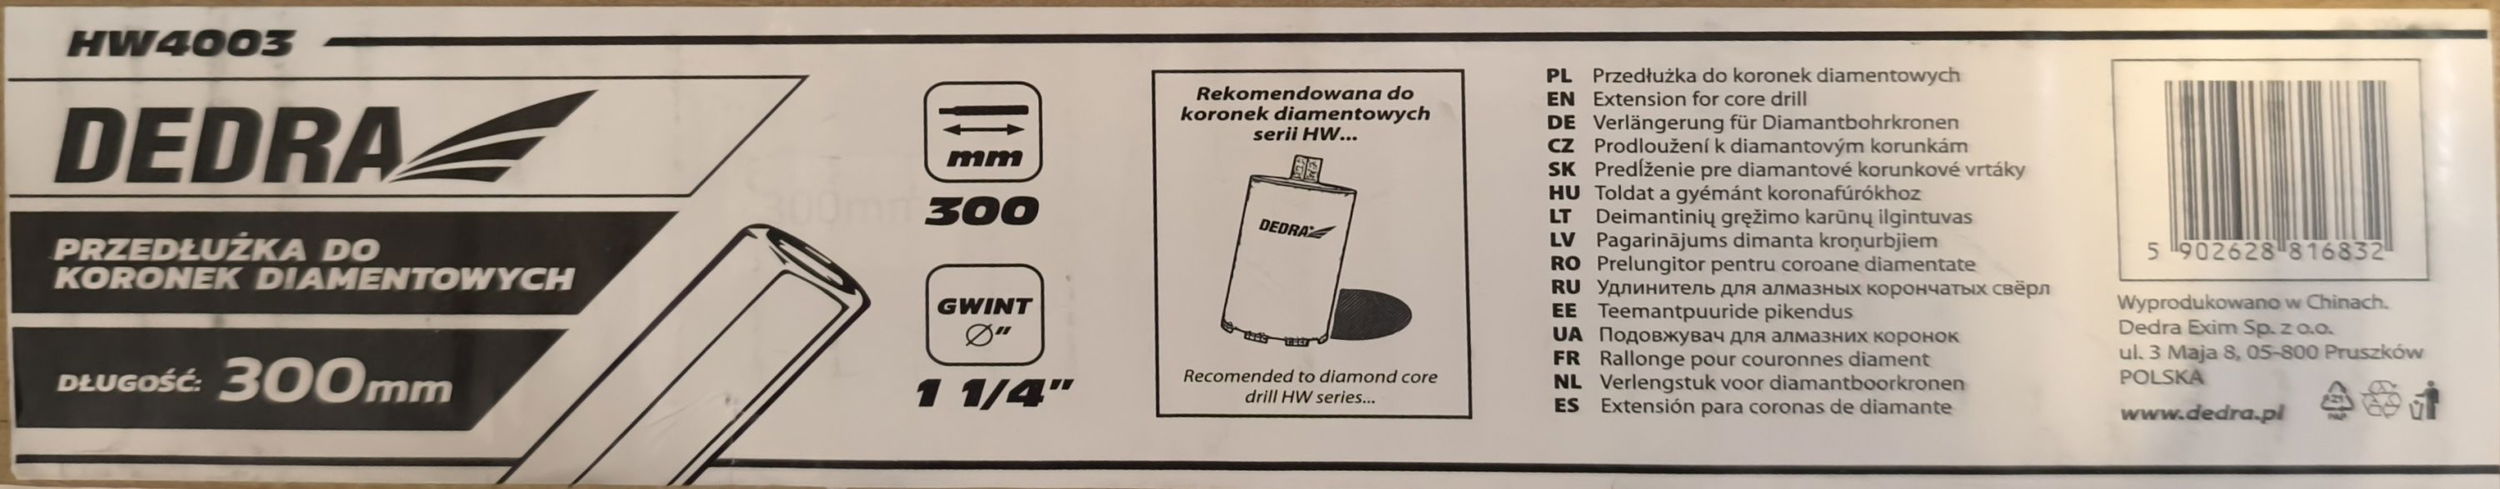 HW4003
DEDRA
PRZEDŁUŻKA DO
KORONEK DIAMENTOWYCH
DŁUGOŚĆ: 300mm
mm
300
GWINT
Ø"
1 1/4"
Rekomendowana do
koronek diamentowych
serii HW...
DEDRA
Recomended to diamond core
drill HW series...
PL Przedłużka do koronek diamentowych
EN Extension for core drill
DE Verlängerung für Diamantbohrkronen
CZ Prodloužení k diamantovým korunkám
SK Predĺženie pre diamantové korunkové vrtáky
HU Toldat a gyémánt koronafúrókhoz
LT Deimantinių gręžimo karūnų ilgintuvas
LV Pagarinājums dimanta kroņurbjiem
RO Prelungitor pentru coroane diamentate
RU Удлинитель для алмазных корончатых свёрл
EE Teemantpuuride pikendus
UA Подовжувач для алмазних коронок
FR Rallonge pour couronnes diament
NL Verlengstuk voor diamantboorkronen
ES Extensión para coronas de diamante
5 902628 816832
Wyprodukowano w Chinach.
Dedra Exim Sp. z o.o.
ul. 3 Maja 8, 05-800 Pruszków
POLSKA
www.dedra.pl
21
PAP